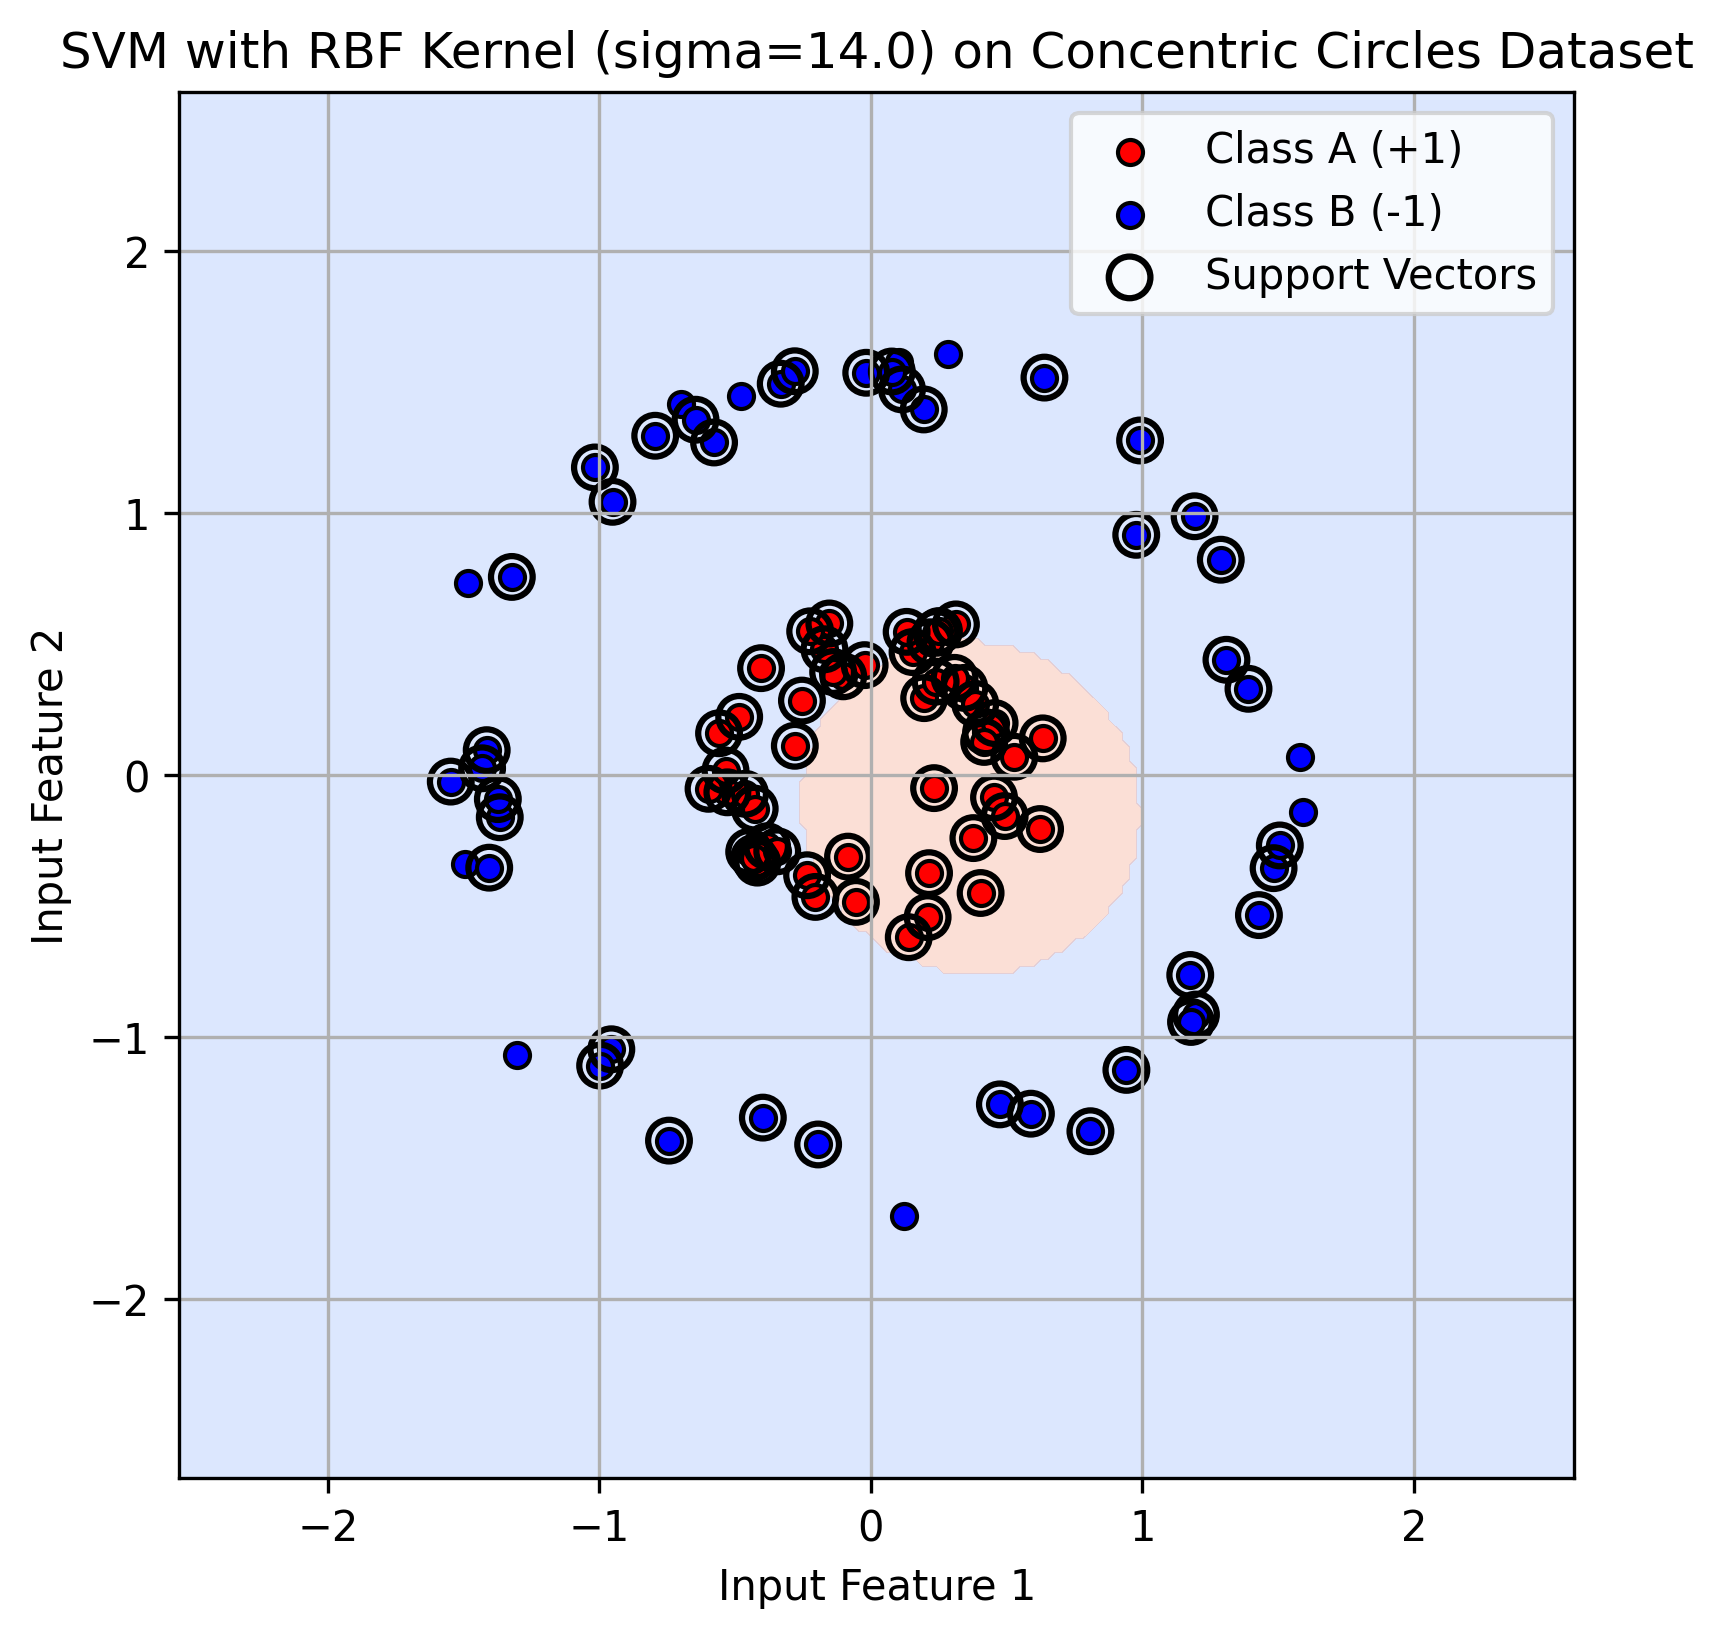 SVM with RBF Kernel (sigma=14.0) on Concentric Circles Dataset
Class A (+1)
Class B (-1)
Support Vectors
2
1
0
−1
−2
Input Feature 2
−2
−1
0
1
2
Input Feature 1